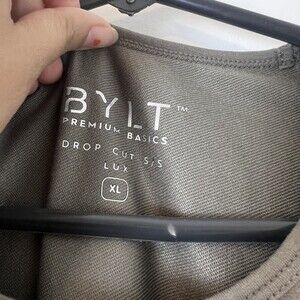 BYLT™
PREMIUM BASICS
DROP CUT S/S
LUX
XL